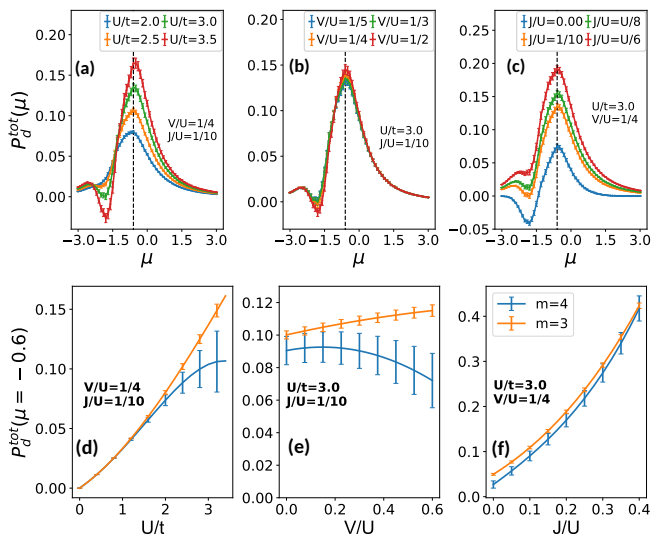 U/t=2.0 U/t=3.0
U/t=2.5 U/t=3.5
(a)
V/U=1/4
J/U=1/10
P_d^{tot}(μ)
0.20
0.15
0.10
0.05
0.00
−3.0 −1.5 0.0 1.5 3.0
μ
V/U=1/5 V/U=1/3
V/U=1/4 V/U=1/2
(b)
U/t=3.0
J/U=1/10
0.20
0.15
0.10
0.05
0.00
−3.0 −1.5 0.0 1.5 3.0
μ
J/U=0.00 J/U=U/8
J/U=1/10 J/U=U/6
(c)
U/t=3.0
V/U=1/4
0.25
0.20
0.15
0.10
0.05
0.00
−0.05
−3.0 −1.5 0.0 1.5 3.0
μ
P_d^{tot}(μ = −0.6)
0.15
0.10
0.05
0.00
V/U=1/4
J/U=1/10
(d)
0 1 2 3
U/t
0.12
0.10
0.08
0.06
0.04
0.02
0.00
U/t=3.0
J/U=1/10
(e)
0.0 0.2 0.4 0.6
V/U
m=4
m=3
0.4
0.3
0.2
0.1
0.0
U/t=3.0
V/U=1/4
(f)
0.0 0.1 0.2 0.3 0.4
J/U